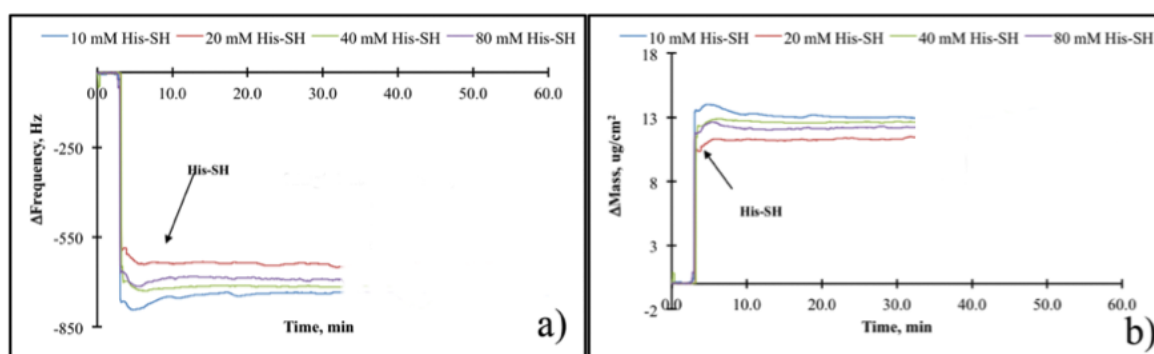 10 mM His-SH 20 mM His-SH 40 mM His-SH 80 mM His-SH
0.0 10.0 20.0 30.0 40.0 50.0 60.0
-250
-550
-850
ΔFrequency, Hz
His-SH
Time, min
a)
10 mM His-SH 20 mM His-SH 40 mM His-SH 80 mM His-SH
18
13
8
3
-2
0.0 10.0 20.0 30.0 40.0 50.0 60.0
ΔMass, ug/cm²
His-SH
Time, min
b)